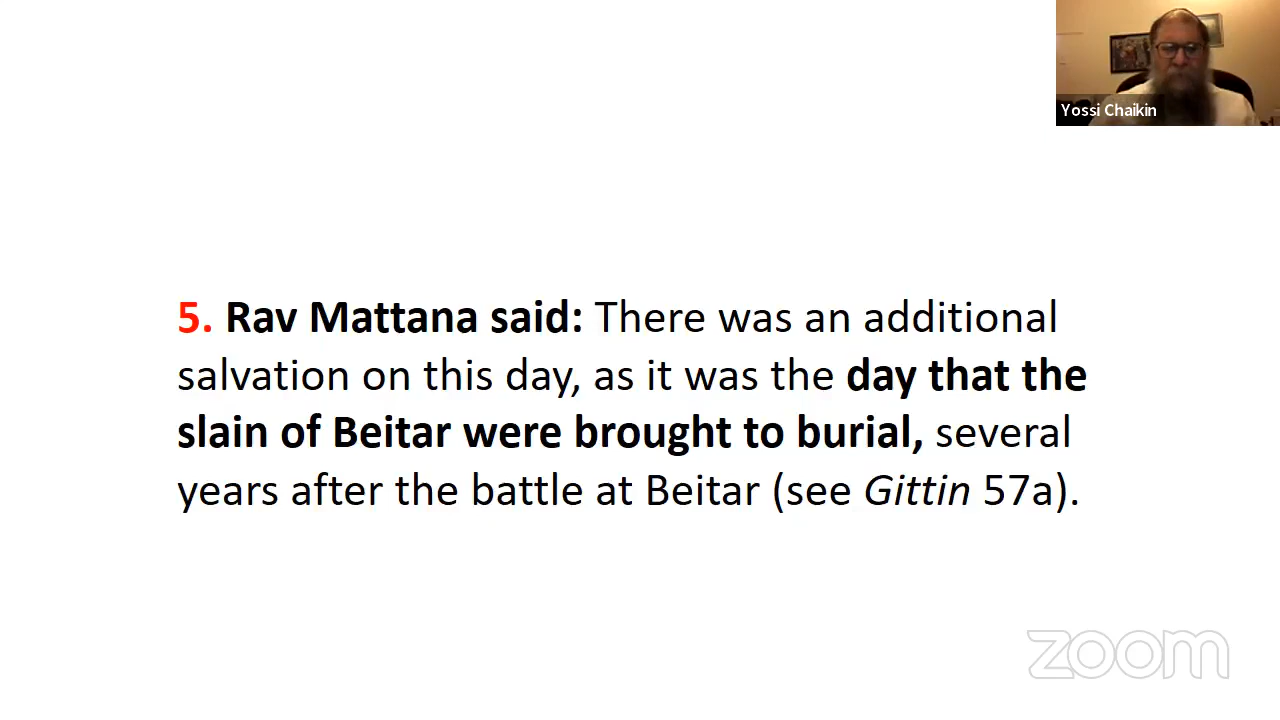 Yossi Chaikin
5. Rav Mattana said: There was an additional
salvation on this day, as it was the day that the
slain of Beitar were brought to burial, several
years after the battle at Beitar (see Gittin 57a).
zoom